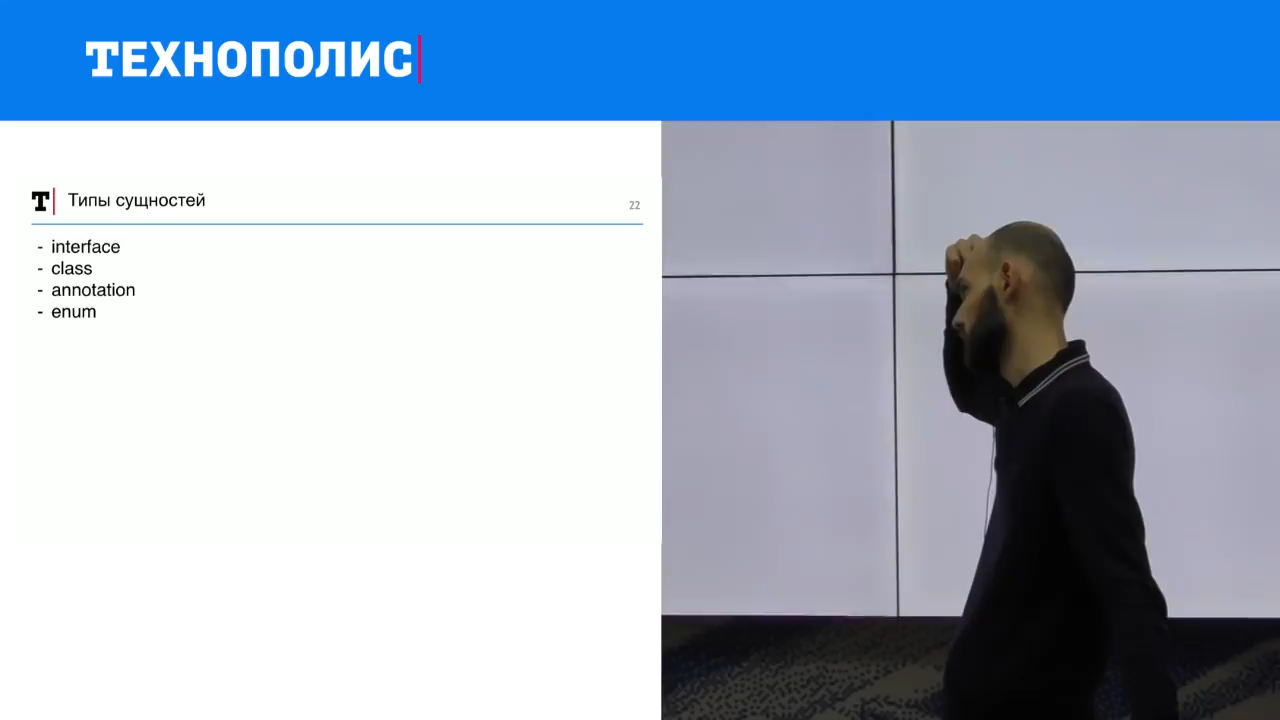 ТЕХНОПОЛИС
Т Типы сущностей
22
- interface
- class
- annotation
- enum